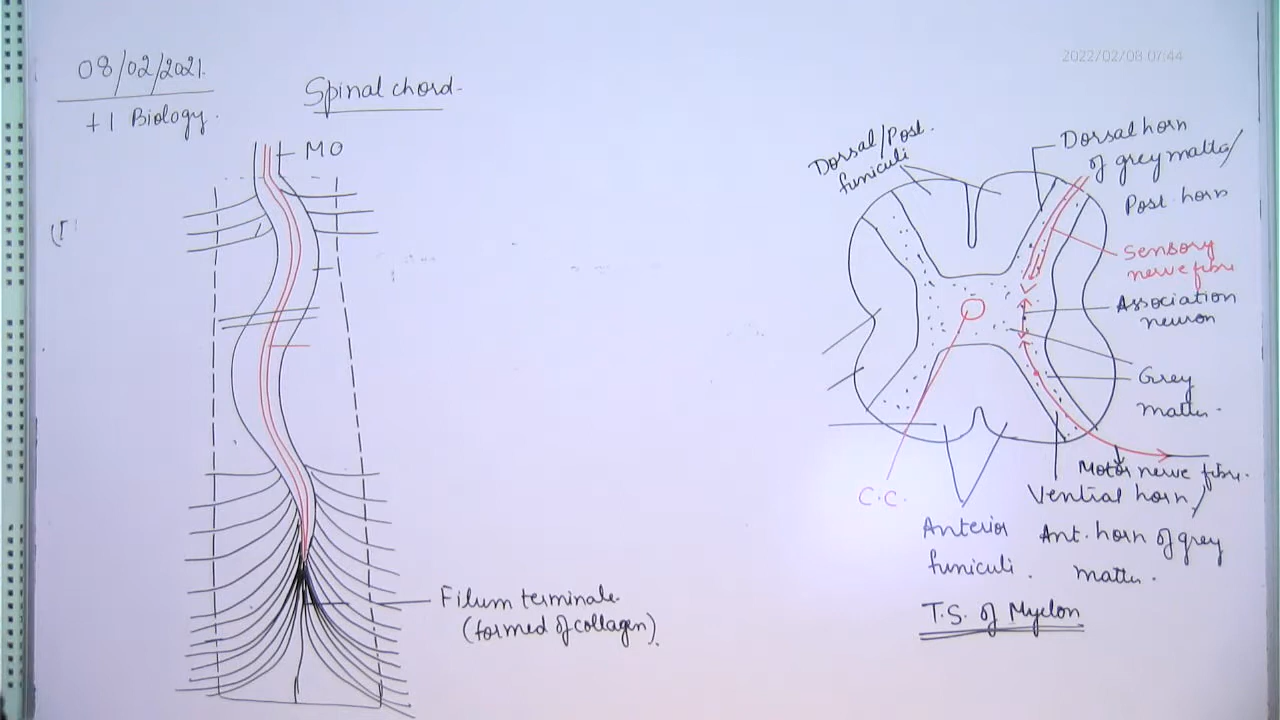 2022/02/08 07:44
08/02/2021.
+1 Biology.
Spinal chord.
MO
Filum terminale
(formed of collagen).
Dorsal/Post.
funiculi
Dorsal horn
of grey
Post horn
Sensory
nerve fibre
Association
neuron
Grey
matter.
Motor nerve fibre.
C.C.
Anterior
funiculi.
Ventral horn/
Ant. horn of grey
matter.
T.S. of Myelon